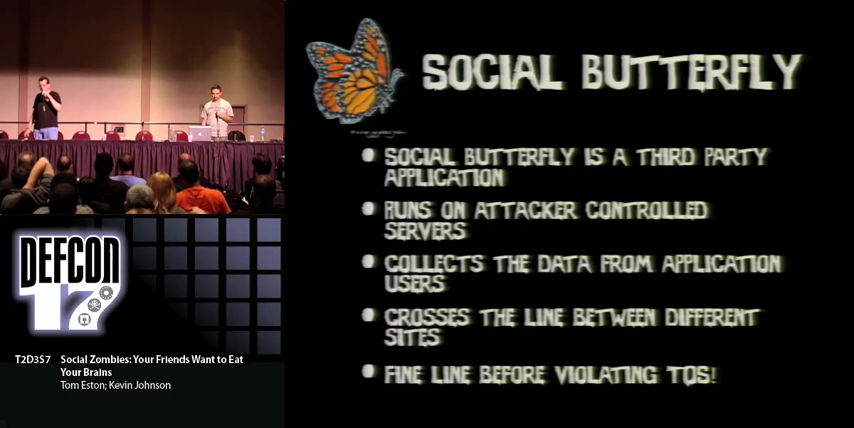 SOCIAL BUTTERFLY
SOCIAL BUTTERFLY IS A THIRD PARTY
APPLICATION
RUNS ON ATTACKER CONTROLLED
SERVERS
COLLECTS THE DATA FROM APPLICATION
USERS
CROSSES THE LINE BETWEEN DIFFERENT
SITES
FINE LINE BEFORE VIOLATING TOS!
DEFCON
17
T2D3S7 Social Zombies: Your Friends Want to Eat
Your Brains
Tom Eston; Kevin Johnson